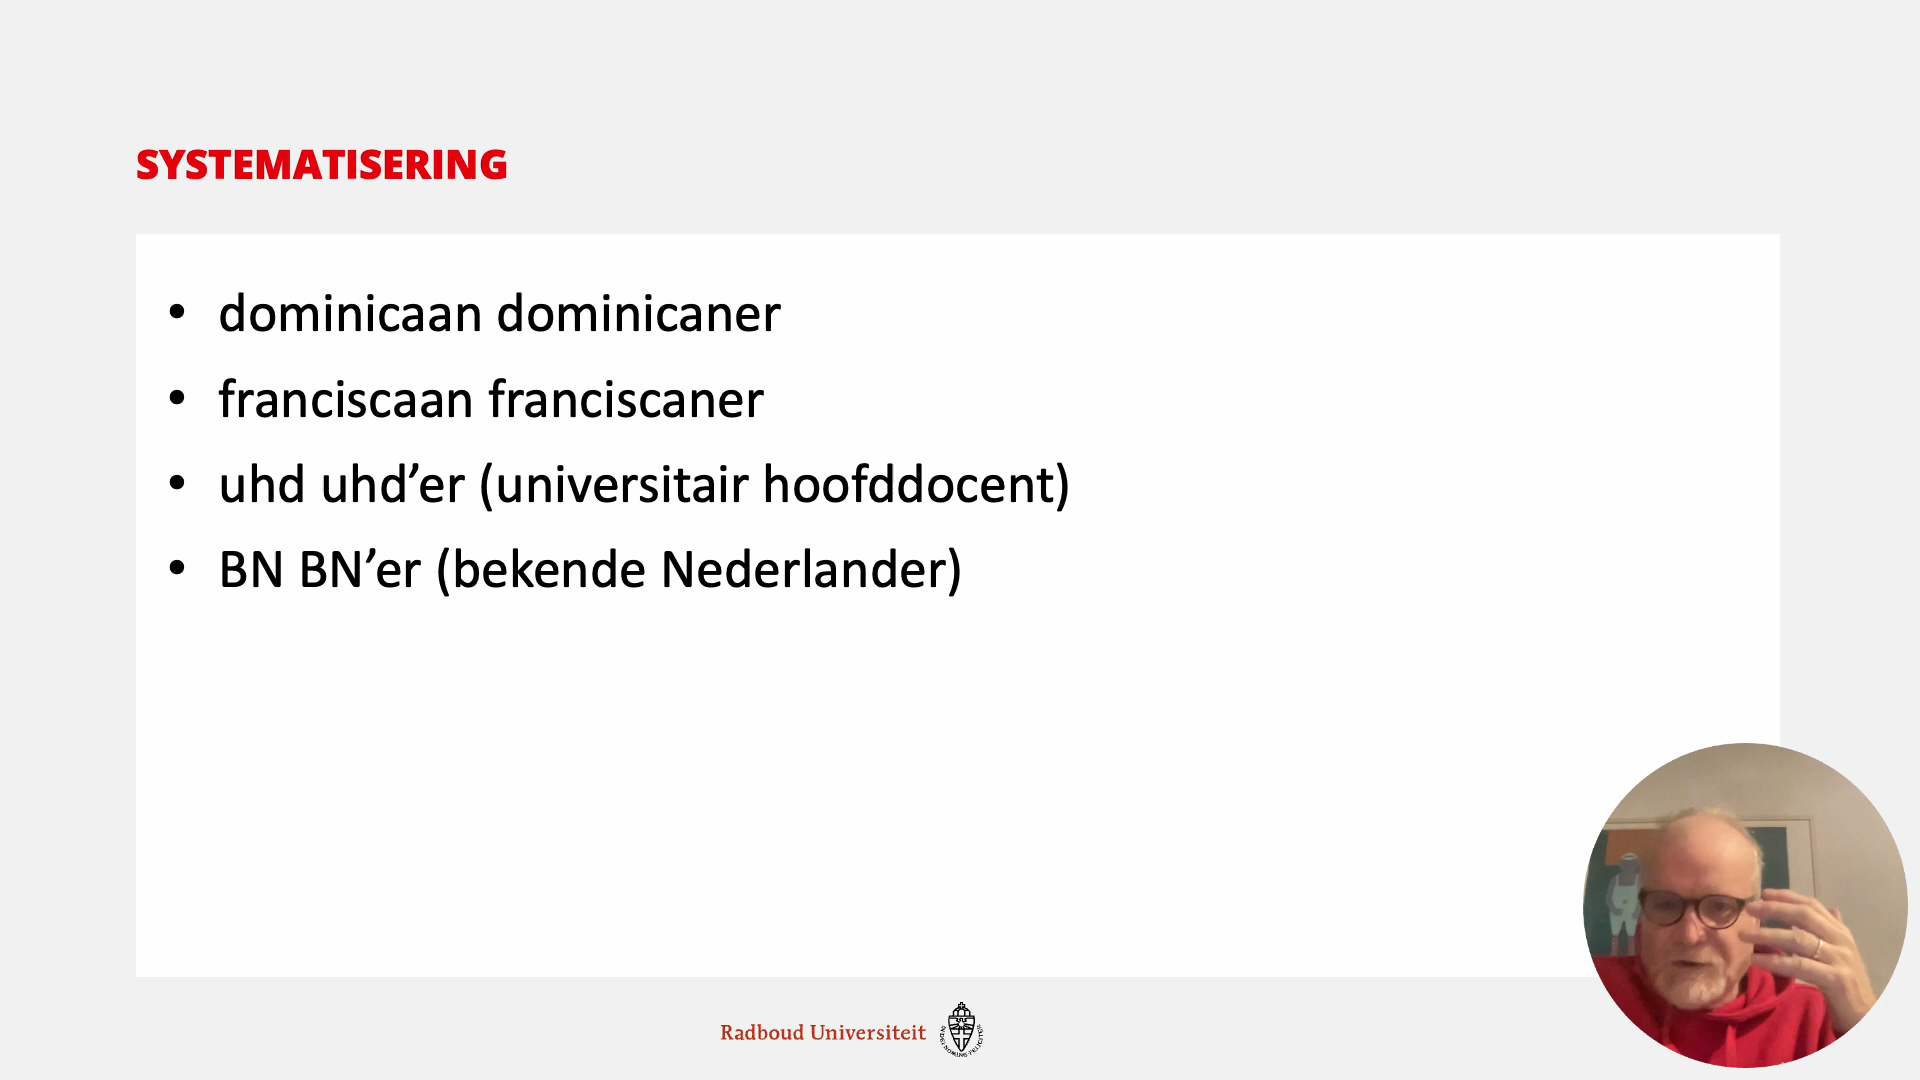 SYSTEMATISERING
• dominicaan dominicaner
• franciscaan franciscaner
• uhd uhd’er (universitair hoofddocent)
• BN BN’er (bekende Nederlander)
Radboud Universiteit